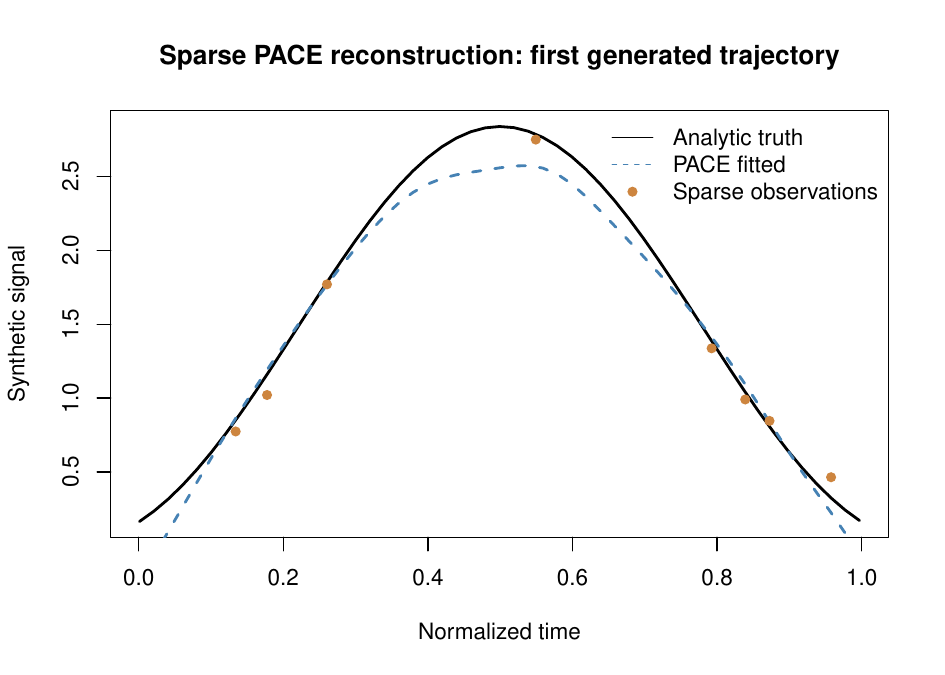 Sparse PACE reconstruction: first generated trajectory
Analytic truth
PACE fitted
Sparse observations
Synthetic signal
2.5
2.0
1.5
1.0
0.5
0.0 0.2 0.4 0.6 0.8 1.0
Normalized time